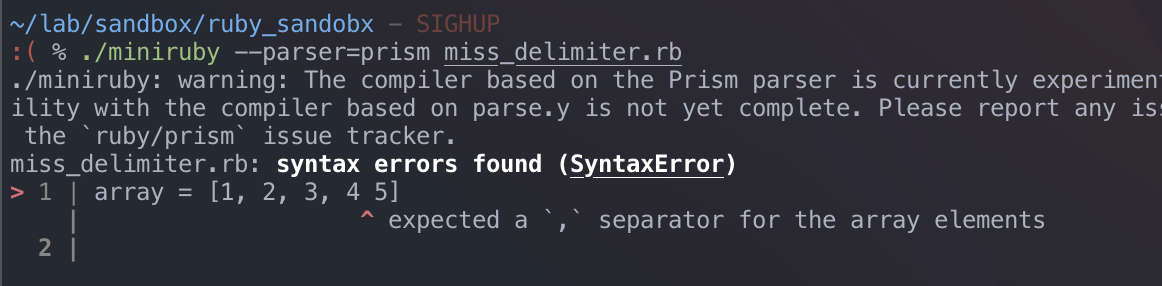 ~/lab/sandbox/ruby_sandobx – SIGHUP
:( % ./miniruby --parser=prism miss_delimiter.rb
./miniruby: warning: The compiler based on the Prism parser is currently experiment
ility with the compiler based on parse.y is not yet complete. Please report any iss
 the `ruby/prism` issue tracker.
miss_delimiter.rb: syntax errors found (SyntaxError)
> 1 | array = [1, 2, 3, 4 5]
    |                    ^ expected a `,` separator for the array elements
  2 |